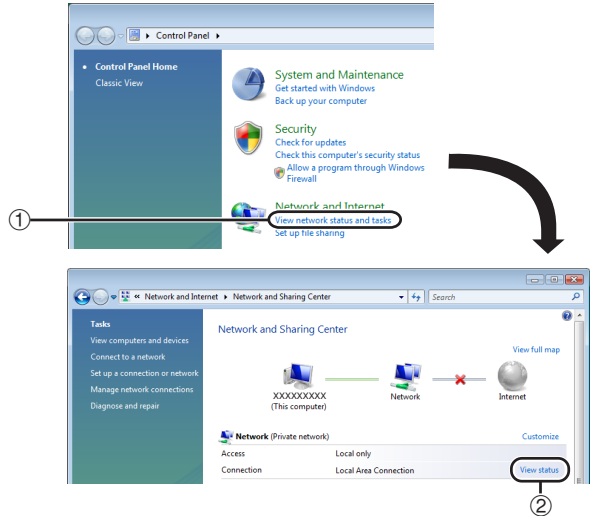 Control Panel
Control Panel Home
Classic View
System and Maintenance
Get started with Windows
Back up your computer
Security
Check for updates
Check this computer's security status
Allow a program through Windows
Firewall
Network and Internet
① View network status and tasks
Set up file sharing
« Network and Internet Network and Sharing Center Search
Tasks
View computers and devices
Connect to a network
Set up a connection or network
Manage network connections
Diagnose and repair
Network and Sharing Center
View full map
XXXXXXXXX
(This computer)
Network
Internet
Network (Private network) Customize
Access Local only
Connection Local Area Connection View status
②